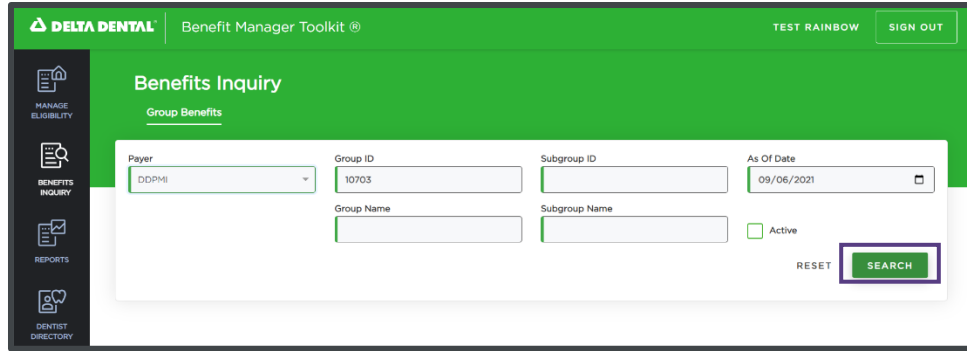 DELTA DENTAL® Benefit Manager Toolkit ® TEST RAINBOW SIGN OUT
MANAGE
ELIGIBILITY
BENEFITS
INQUIRY
REPORTS
DENTIST
DIRECTORY
Benefits Inquiry
Group Benefits
Payer Group ID Subgroup ID As Of Date
DDPMI 10703 09/06/2021
Group Name Subgroup Name
Active
RESET SEARCH